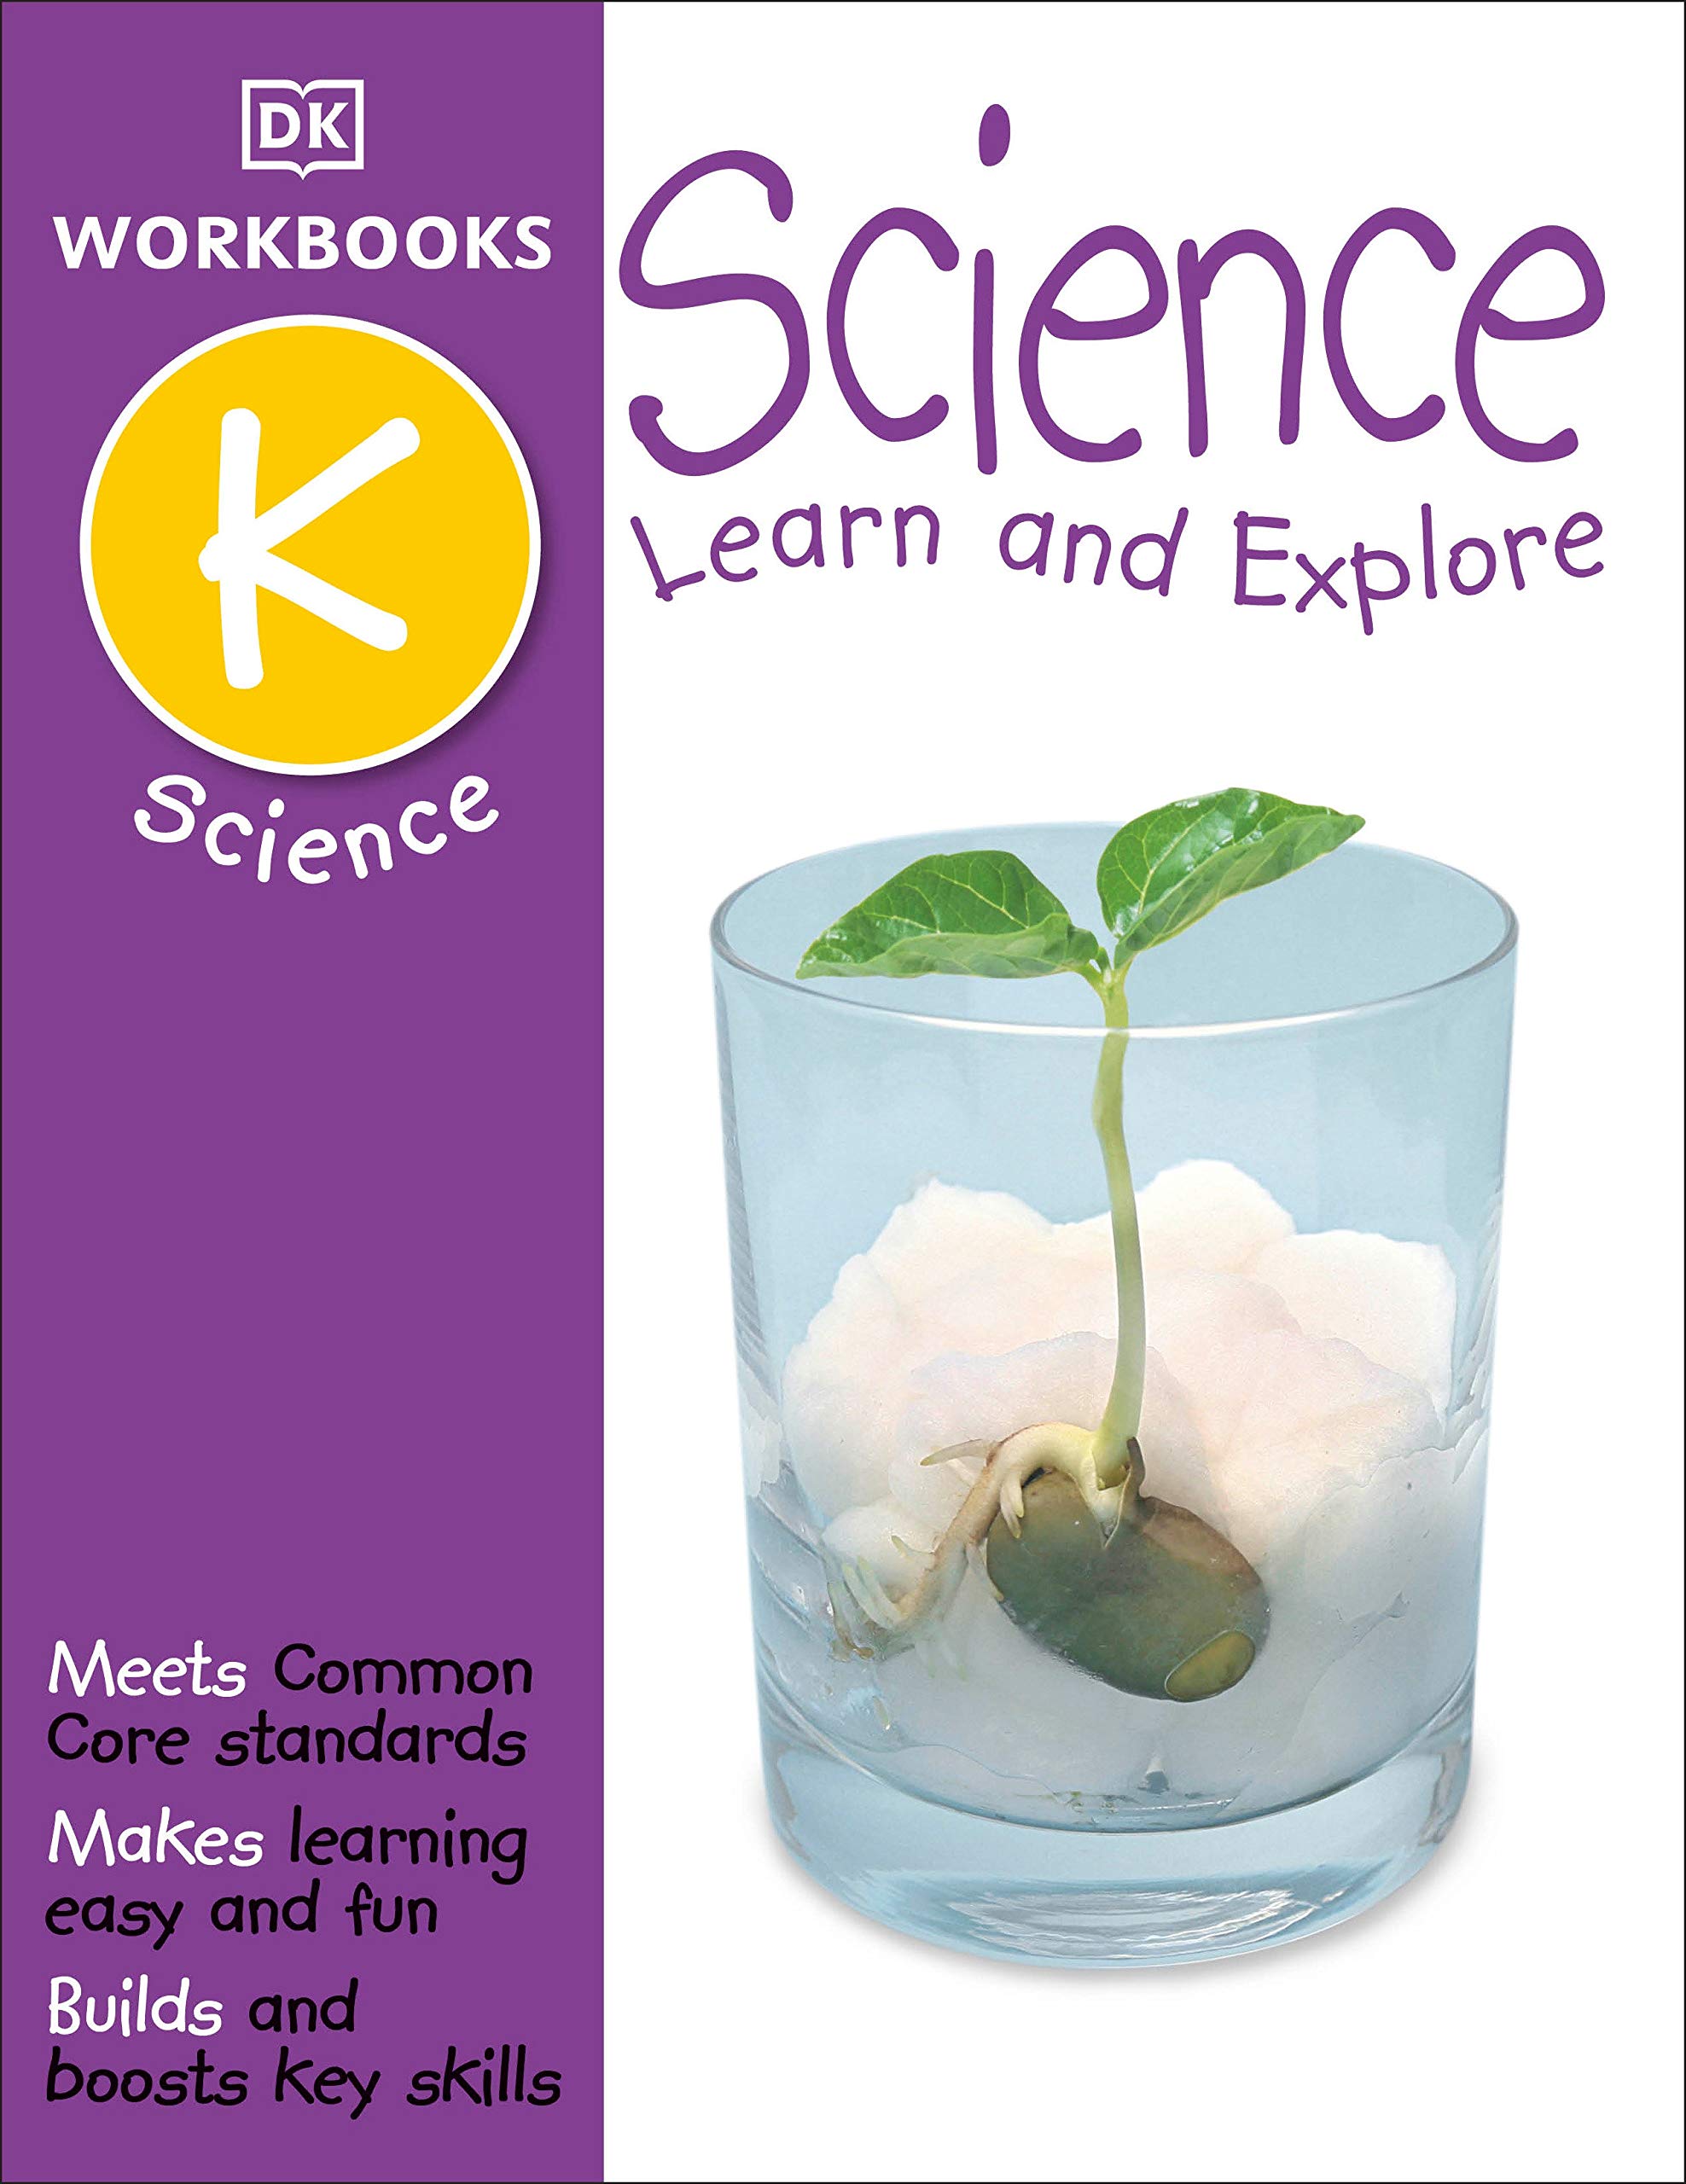 DK
WORKBOOKS
K
Science
Meets Common
Core standards
Makes learning
easy and fun
Builds and
boosts key skills
Science
Learn and Explore